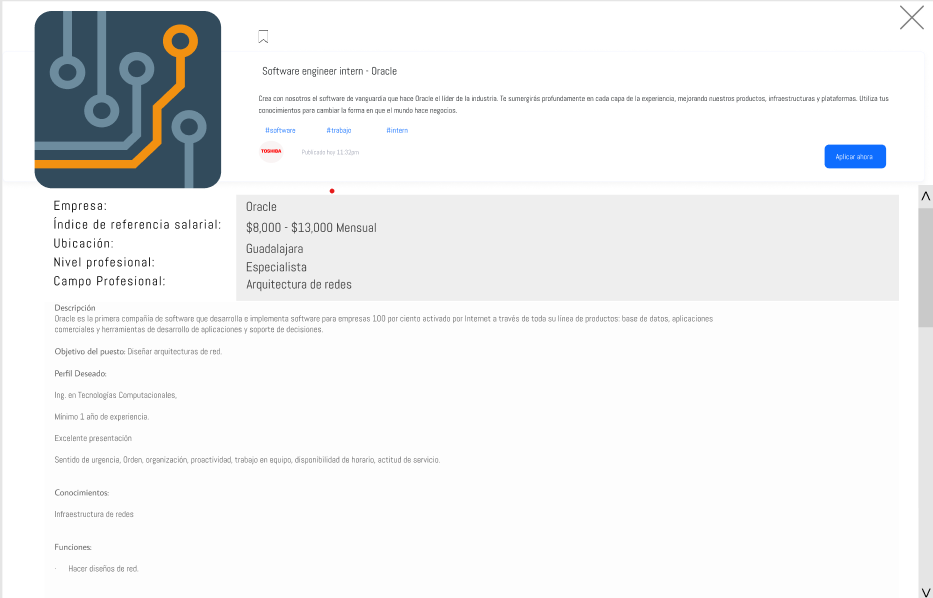 Software engineer intern - Oracle
Crea con nosotros el software de vanguardia que hace Oracle el líder de la industria. Te sumergirás profundamente en cada capa de la experiencia, mejorando nuestros productos, infraestructuras y plataformas. Utiliza tus
conocimientos para cambiar la forma en que el mundo hace negocios.
#software #trabajo #intern
TOSHIBA Publicado hoy 11:32pm
Aplicar ahora
Empresa: Oracle
Índice de referencia salarial: $8,000 - $13,000 Mensual
Ubicación: Guadalajara
Nivel profesional: Especialista
Campo Profesional: Arquitectura de redes
Descripción
Oracle es la primera compañía de software que desarrolla e implementa software para empresas 100 por ciento activado por Internet a través de toda su línea de productos: base de datos, aplicaciones
comerciales y herramientas de desarrollo de aplicaciones y soporte de decisiones.
Objetivo del puesto: Diseñar arquitecturas de red.
Perfil Deseado:
Ing. en Tecnologías Computacionales,
Mínimo 1 año de experiencia.
Excelente presentación
Sentido de urgencia, Orden, organización, proactividad, trabajo en equipo, disponibilidad de harario, actitud de servicio.
Conocimientos:
Infraestructura de redes
Funciones:
· Hacer diseños de red.